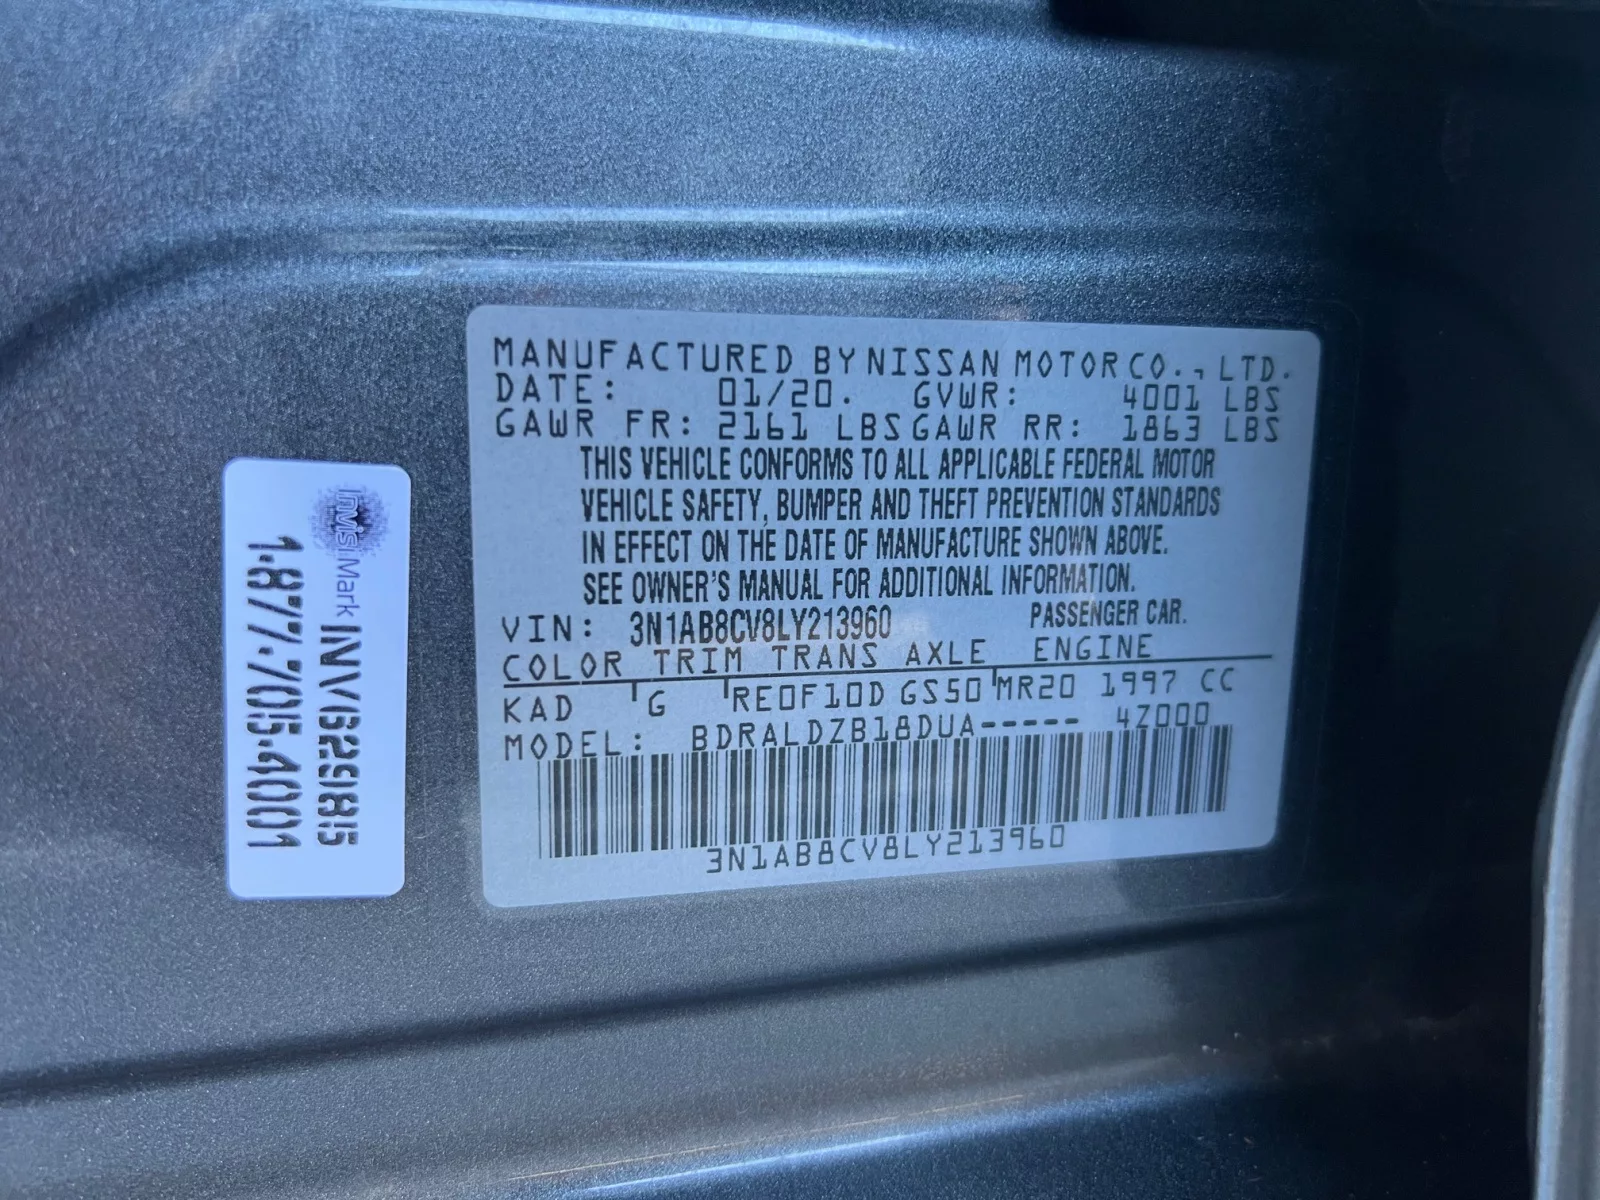 InvisiMark INV629885
1.877.705.4001
MANUFACTURED BY NISSAN MOTOR CO., LTD.
DATE: 01/20. GVWR: 4001 LBS
GAWR FR: 2161 LBS GAWR RR: 1863 LBS
THIS VEHICLE CONFORMS TO ALL APPLICABLE FEDERAL MOTOR
VEHICLE SAFETY, BUMPER AND THEFT PREVENTION STANDARDS
IN EFFECT ON THE DATE OF MANUFACTURE SHOWN ABOVE.
SEE OWNER'S MANUAL FOR ADDITIONAL INFORMATION.
VIN: 3N1AB8CV8LY213960 PASSENGER CAR.
COLOR TRIM TRANS AXLE ENGINE
KAD G RE0F10D GS50 MR20 1997 CC
MODEL: BDRALDZB18DUA----- 4Z000
3N1AB8CV8LY213960